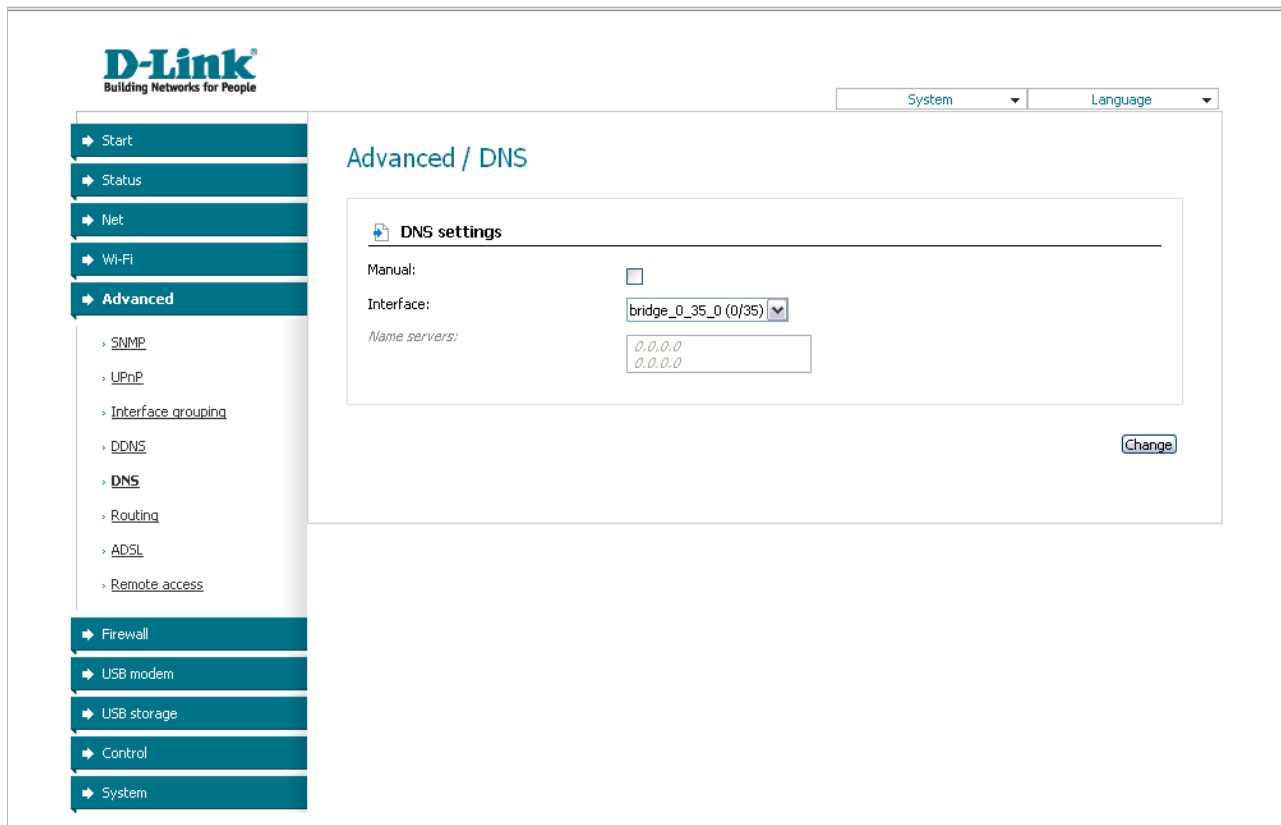 D-Link®
Building Networks for People
System
Language
Start
Status
Net
Wi-Fi
Advanced
SNMP
UPnP
Interface grouping
DDNS
DNS
Routing
ADSL
Remote access
Firewall
USB modem
USB storage
Control
System
Advanced / DNS
DNS settings
Manual:
Interface:
bridge_0_35_0 (0/35)
Name servers:
0.0.0.0
0.0.0.0
Change